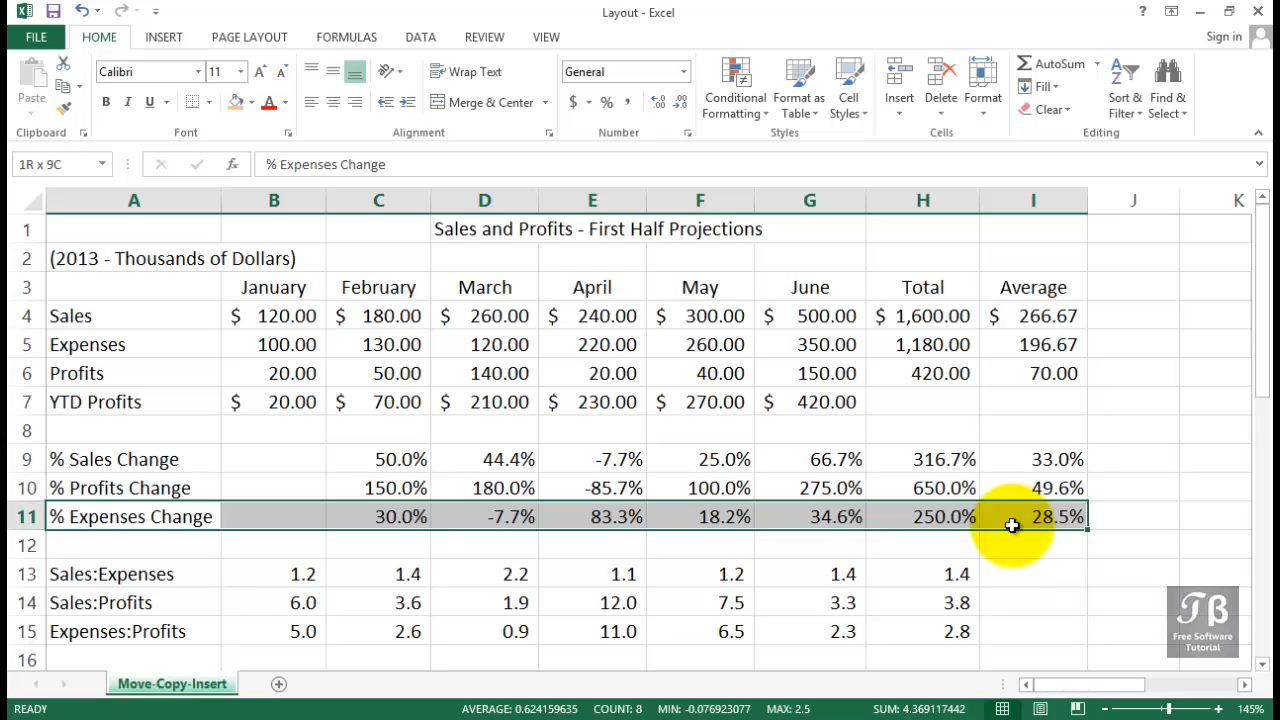 Layout - Excel
?
FILE HOME INSERT PAGE LAYOUT FORMULAS DATA REVIEW VIEW Sign in
Paste
Calibri 11
B I U A
Wrap Text
Merge & Center
General
$ % ,
Conditional Formatting
Format as Table
Cell Styles
Insert
Delete
Format
AutoSum
Fill
Clear
Sort & Filter
Find & Select
Clipboard Font Alignment Number Styles Cells Editing
1R x 9C fx % Expenses Change
A B C D E F G H I J K
1 Sales and Profits - First Half Projections
2 (2013 - Thousands of Dollars)
3 January February March April May June Total Average
4 Sales $ 120.00 $ 180.00 $ 260.00 $ 240.00 $ 300.00 $ 500.00 $ 1,600.00 $ 266.67
5 Expenses 100.00 130.00 120.00 220.00 260.00 350.00 1,180.00 196.67
6 Profits 20.00 50.00 140.00 20.00 40.00 150.00 420.00 70.00
7 YTD Profits $ 20.00 $ 70.00 $ 210.00 $ 230.00 $ 270.00 $ 420.00
8
9 % Sales Change 50.0% 44.4% -7.7% 25.0% 66.7% 316.7% 33.0%
10 % Profits Change 150.0% 180.0% -85.7% 100.0% 275.0% 650.0% 49.6%
11 % Expenses Change 30.0% -7.7% 83.3% 18.2% 34.6% 250.0% 28.5%
12
13 Sales:Expenses 1.2 1.4 2.2 1.1 1.2 1.4 1.4
14 Sales:Profits 6.0 3.6 1.9 12.0 7.5 3.3 3.8
15 Expenses:Profits 5.0 2.6 0.9 11.0 6.5 2.3 2.8
16
TB
Free Software
Tutorial
Move-Copy-Insert
READY AVERAGE: 0.624159635 COUNT: 8 MIN: -0.076923077 MAX: 2.5 SUM: 4.369117442 145%